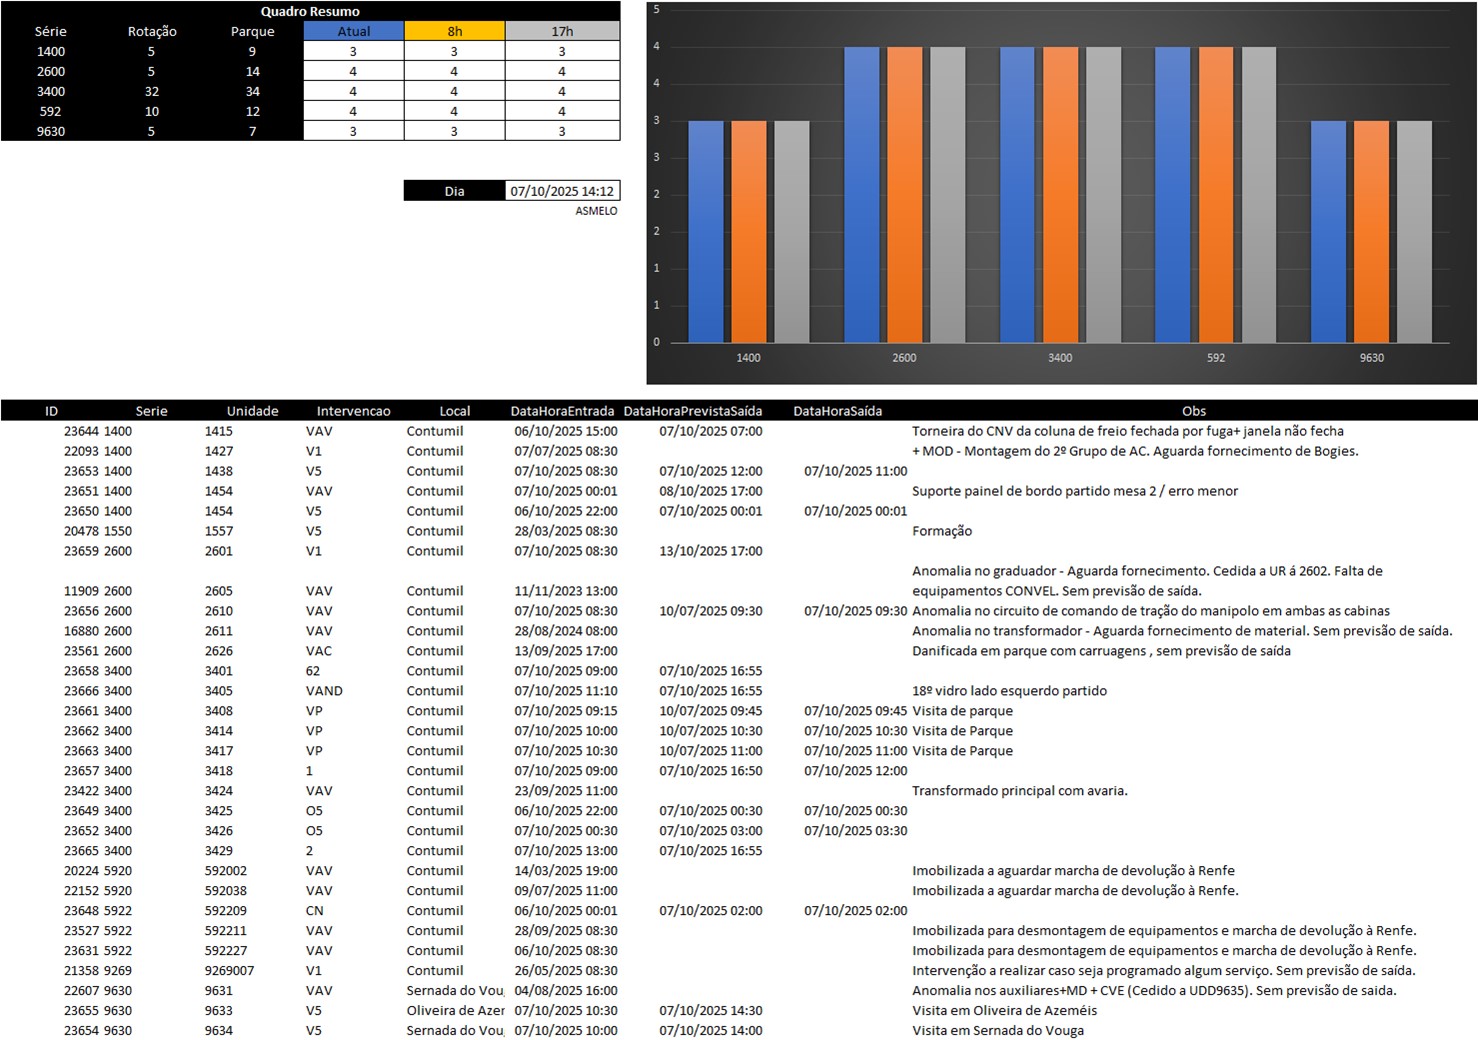 Quadro Resumo
Série Rotação Parque Atual 8h 17h
1400 5 9 3 3 3
2600 5 14 4 4 4
3400 32 34 4 4 4
592 10 12 4 4 4
9630 5 7 3 3 3
Dia 07/10/2025 14:12
ASMELO
5
4
4
3
3
2
2
1
1
0
1400 2600 3400 592 9630
ID Serie Unidade Intervencao Local DataHoraEntrada DataHoraPrevistaSaída DataHoraSaída Obs
23644 1400 1415 VAV Contumil 06/10/2025 15:00 07/10/2025 07:00 Torneira do CNV da coluna de freio fechada por fuga+ janela não fecha
22093 1400 1427 V1 Contumil 07/07/2025 08:30 + MOD - Montagem do 2º Grupo de AC. Aguarda fornecimento de Bogies.
23653 1400 1438 V5 Contumil 07/10/2025 08:30 07/10/2025 12:00 07/10/2025 11:00
23651 1400 1454 VAV Contumil 07/10/2025 00:01 08/10/2025 17:00 Suporte painel de bordo partido mesa 2 / erro menor
23650 1400 1454 V5 Contumil 06/10/2025 22:00 07/10/2025 00:01 07/10/2025 00:01
20478 1550 1557 V5 Contumil 28/03/2025 08:30 Formação
23659 2600 2601 V1 Contumil 07/10/2025 08:30 13/10/2025 17:00
Anomalia no graduador - Aguarda fornecimento. Cedida a UR á 2602. Falta de
11909 2600 2605 VAV Contumil 11/11/2023 13:00 equipamentos CONVEL. Sem previsão de saída.
23656 2600 2610 VAV Contumil 07/10/2025 08:30 10/07/2025 09:30 07/10/2025 09:30 Anomalia no circuito de comando de tração do manipolo em ambas as cabinas
16880 2600 2611 VAV Contumil 28/08/2024 08:00 Anomalia no transformador - Aguarda fornecimento de material. Sem previsão de saída.
23561 2600 2626 VAC Contumil 13/09/2025 17:00 Danificada em parque com carruagens , sem previsão de saída
23658 3400 3401 62 Contumil 07/10/2025 09:00 07/10/2025 16:55
23666 3400 3405 VAND Contumil 07/10/2025 11:10 07/10/2025 16:55 18º vidro lado esquerdo partido
23661 3400 3408 VP Contumil 07/10/2025 09:15 10/07/2025 09:45 07/10/2025 09:45 Visita de parque
23662 3400 3414 VP Contumil 07/10/2025 10:00 10/07/2025 10:30 07/10/2025 10:30 Visita de Parque
23663 3400 3417 VP Contumil 07/10/2025 10:30 10/07/2025 11:00 07/10/2025 11:00 Visita de Parque
23657 3400 3418 1 Contumil 07/10/2025 09:00 07/10/2025 16:50 07/10/2025 12:00
23422 3400 3424 VAV Contumil 23/09/2025 11:00 Transformado principal com avaria.
23649 3400 3425 O5 Contumil 06/10/2025 22:00 07/10/2025 00:30 07/10/2025 00:30
23652 3400 3426 O5 Contumil 07/10/2025 00:30 07/10/2025 03:00 07/10/2025 03:30
23665 3400 3429 2 Contumil 07/10/2025 13:00 07/10/2025 16:55
20224 5920 592002 VAV Contumil 14/03/2025 19:00 Imobilizada a aguardar marcha de devolução à Renfe
22152 5920 592038 VAV Contumil 09/07/2025 11:00 Imobilizada a aguardar marcha de devolução à Renfe.
23648 5922 592209 CN Contumil 06/10/2025 00:01 07/10/2025 02:00 07/10/2025 02:00
23527 5922 592211 VAV Contumil 28/09/2025 08:30 Imobilizada para desmontagem de equipamentos e marcha de devolução à Renfe.
23631 5922 592227 VAV Contumil 06/10/2025 08:30 Imobilizada para desmontagem de equipamentos e marcha de devolução à Renfe.
21358 9269 9269007 V1 Contumil 26/05/2025 08:30 Intervenção a realizar caso seja programado algum serviço. Sem previsão de saída.
22607 9630 9631 VAV Sernada do Vou 04/08/2025 16:00 Anomalia nos auxiliares+MD + CVE (Cedido a UDD9635). Sem previsão de saida.
23655 9630 9633 V5 Oliveira de Azer 07/10/2025 10:30 07/10/2025 14:30 Visita em Oliveira de Azeméis
23654 9630 9634 V5 Sernada do Vou 07/10/2025 10:00 07/10/2025 14:00 Visita em Sernada do Vouga